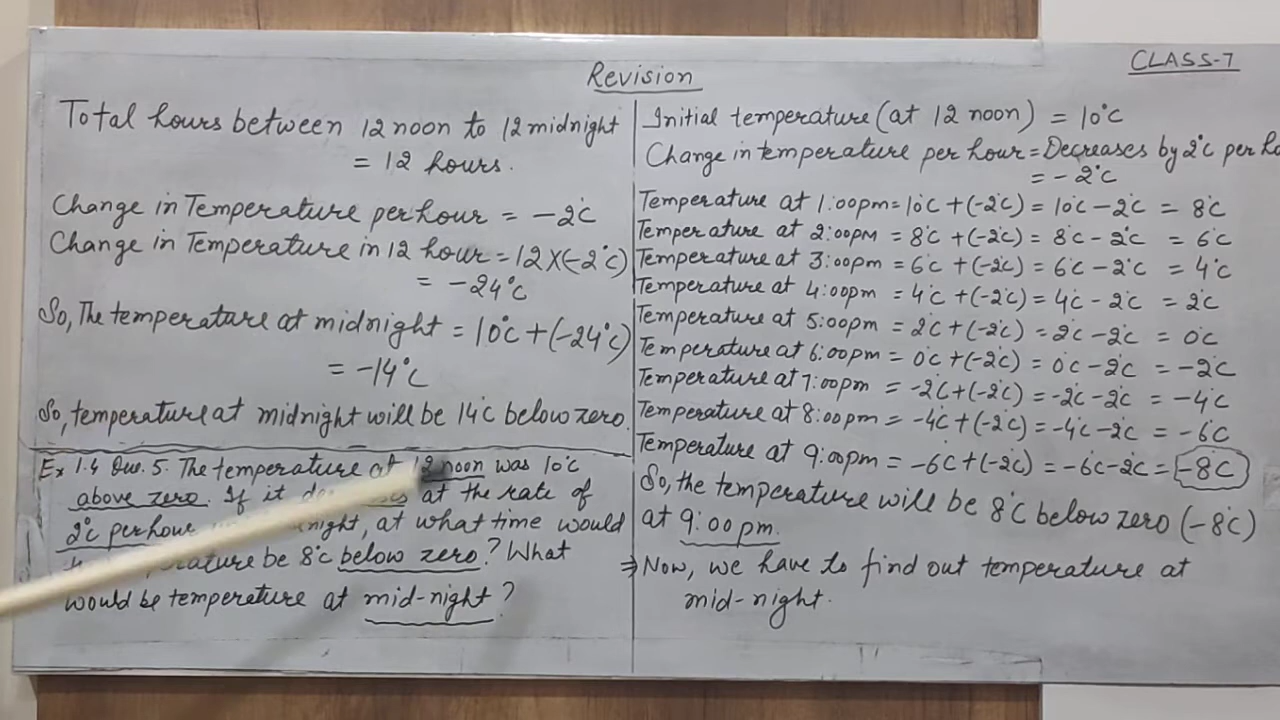 Revision
CLASS-7
Total hours between 12 noon to 12 midnight
= 12 hours.
Change in Temperature per hour = -2°C
Change in Temperature in 12 hour = 12×(-2°C)
= -24°C
So, The temperature at midnight = 10°C+(-24°C)
= -14°C
So, temperature at midnight will be 14°C below zero.
Ex 1.4 Que. 5. The temperature at 12 noon was 10°C
above zero. If it at the rate of
2°C per hour night, at what time would
be 8°C below zero? What
would be temperature at mid-night?
Initial temperature (at 12 noon) = 10°C
Change in temperature per hour = Decreases by 2°C per
= -2°C
Temperature at 1:00pm = 10°C +(-2°C) = 10°C - 2°C = 8°C
Temperature at 2:00pm = 8°C +(-2°C) = 8°C - 2°C = 6°C
Temperature at 3:00pm = 6°C +(-2°C) = 6°C - 2°C = 4°C
Temperature at 4:00pm = 4°C +(-2°C) = 4°C - 2°C = 2°C
Temperature at 5:00pm = 2°C +(-2°C) = 2°C - 2°C = 0°C
Temperature at 6:00pm = 0°C +(-2°C) = 0°C - 2°C = -2°C
Temperature at 7:00pm = -2°C +(-2°C) = -2°C - 2°C = -4°C
Temperature at 8:00pm = -4°C +(-2°C) = -4°C - 2°C = -6°C
Temperature at 9:00pm = -6°C +(-2°C) = -6°C - 2°C = -8°C
So, the temperature will be 8°C below zero (-8°C)
at 9:00 pm.
⇒ Now, we have to find out temperature at
mid-night.